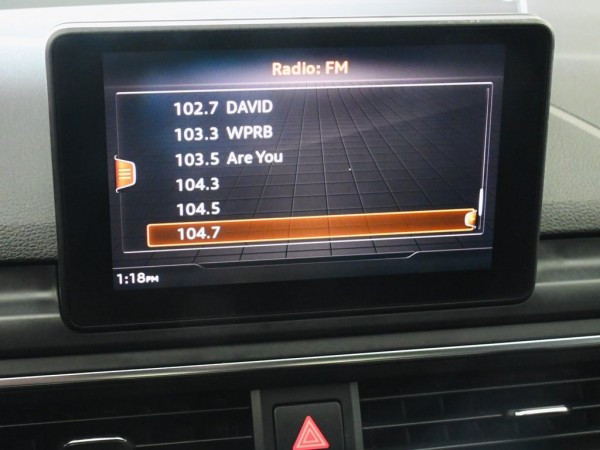 Radio: FM
102.7 DAVID
103.3 WPRB
103.5 Are You
104.3
104.5
104.7
1:18PM